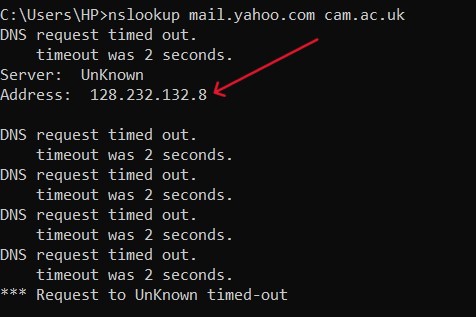 C:\Users\HP>nslookup mail.yahoo.com cam.ac.uk
DNS request timed out.
    timeout was 2 seconds.
Server:  UnKnown
Address:  128.232.132.8

DNS request timed out.
    timeout was 2 seconds.
DNS request timed out.
    timeout was 2 seconds.
DNS request timed out.
    timeout was 2 seconds.
DNS request timed out.
    timeout was 2 seconds.
*** Request to UnKnown timed-out